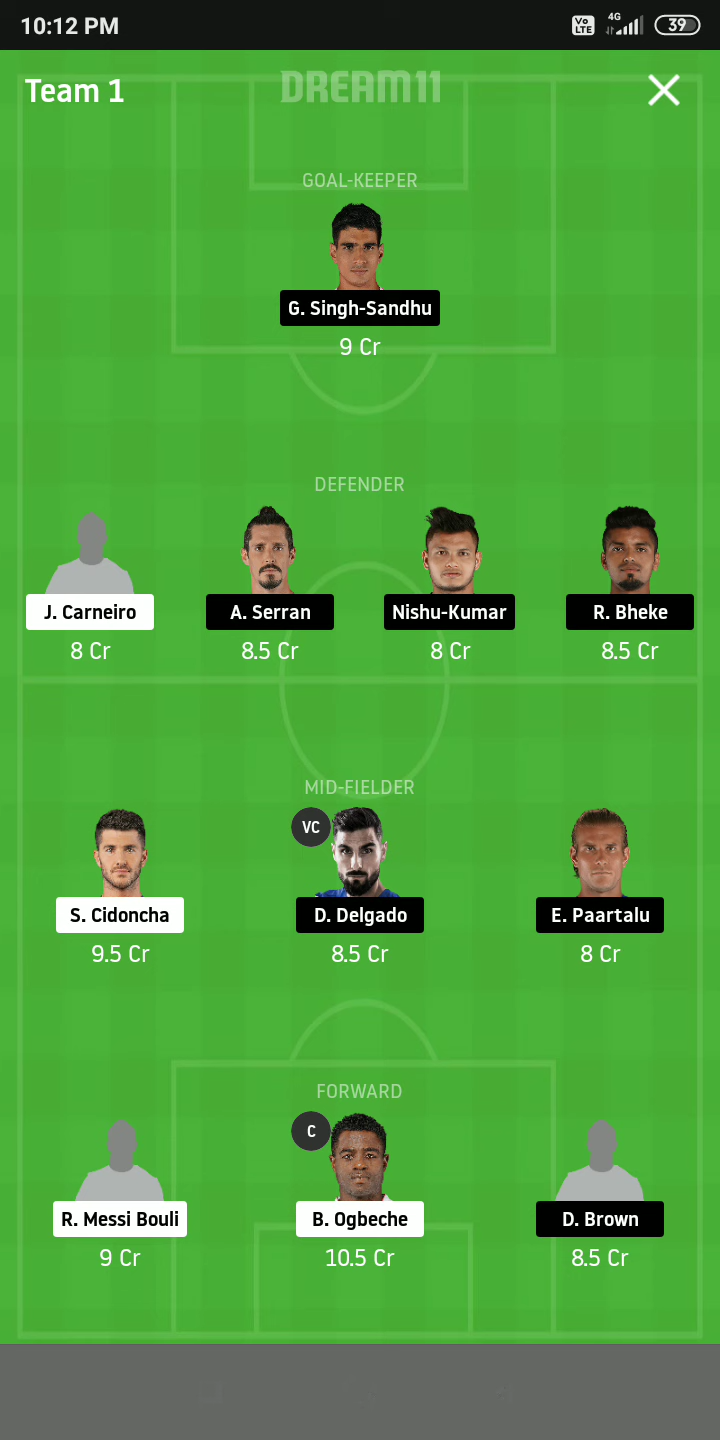 10:12 PM
Vo LTE
4G
39
Team 1
DREAM11
GOAL-KEEPER
G. Singh-Sandhu
9 Cr
DEFENDER
J. Carneiro
A. Serran
Nishu-Kumar
R. Bheke
8 Cr
8.5 Cr
8 Cr
8.5 Cr
MID-FIELDER
VC
S. Cidoncha
D. Delgado
E. Paartalu
9.5 Cr
8.5 Cr
8 Cr
FORWARD
C
R. Messi Bouli
B. Ogbeche
D. Brown
9 Cr
10.5 Cr
8.5 Cr